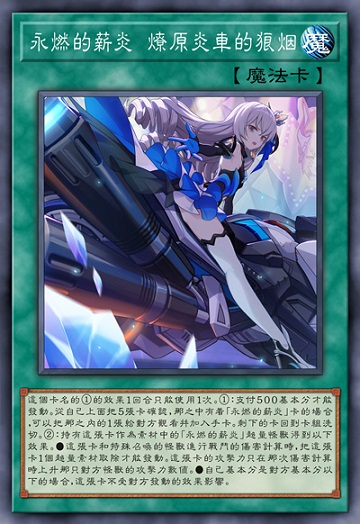 永燃的薪炎 燎原炎車的狼烟 魔
【魔法卡】
這個卡名的①的效果1回合只能使用1次。①:支付500基本分才能
發動。從自己上面把5張卡確認,那之中有著「永燃的薪炎」卡的場合
,可以把那之內的1張給對方觀看并加入手卡。剩下的卡回到卡組洗
切。②:持有這張卡作為素材中的「永燃的薪炎」超量怪獸得到以下
效果。●這張卡和特殊召喚的怪獸進行戰鬥的傷害計算時,把這張
卡1個超量素材取除才能發動。這張卡的攻擊力只在那次傷害計算
時上升那只對方怪獸的攻擊力數值。●自己基本分是對方基本分以
下的場合,這張卡不受對方發動的效果影響。